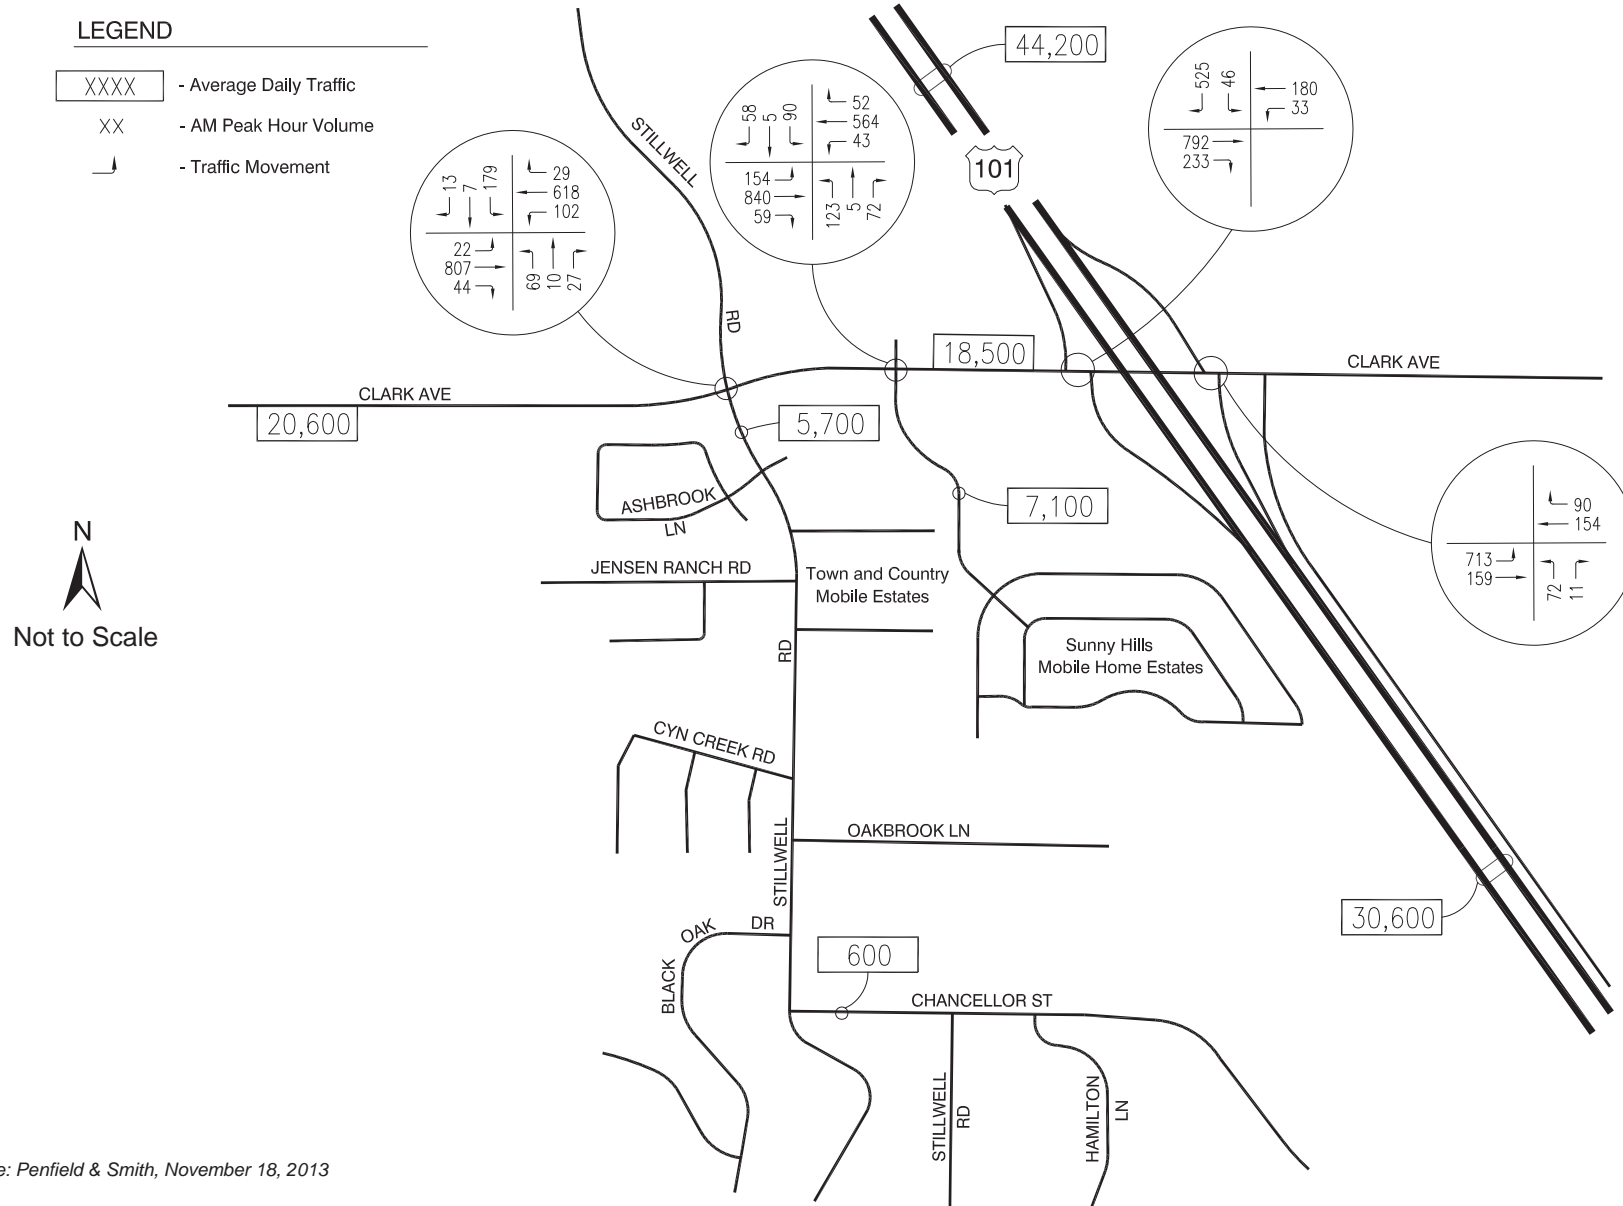 LEGEND
XXXX - Average Daily Traffic
XX - AM Peak Hour Volume
- Traffic Movement
44,200
101
STILLWELL
RD
13
7
179
29
618
102
22
807
44
69
10
27
58
5
90
52
564
43
154
840
59
123
5
72
525
46
180
33
792
233
18,500
CLARK AVE
CLARK AVE
20,600
5,700
7,100
90
154
713
159
72
11
ASHBROOK
LN
N
Not to Scale
JENSEN RANCH RD
Town and Country
Mobile Estates
RD
Sunny Hills
Mobile Home Estates
CYN CREEK RD
STILLWELL
OAKBROOK LN
30,600
BLACK
OAK
DR
600
CHANCELLOR ST
STILLWELL
RD
HAMILTON
LN
e: Penfield & Smith, November 18, 2013